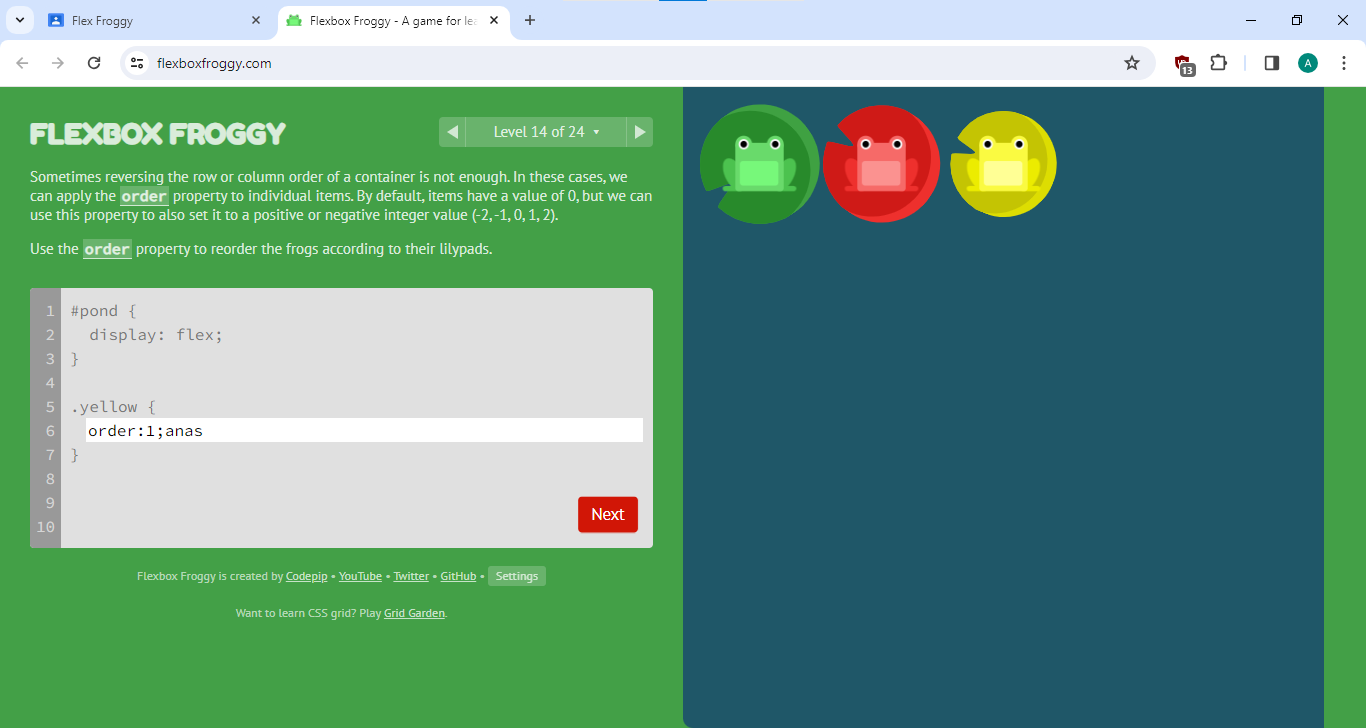 Flex Froggy
Flexbox Froggy - A game for lea
flexboxfroggy.com
13
A
FLEXBOX FROGGY
Level 14 of 24
Sometimes reversing the row or column order of a container is not enough. In these cases, we
can apply the order property to individual items. By default, items have a value of 0, but we can
use this property to also set it to a positive or negative integer value (-2, -1, 0, 1, 2).
Use the order property to reorder the frogs according to their lilypads.
1 #pond {
2 display: flex;
3 }
4
5 .yellow {
6 order:1;anas
7 }
8
9
10
Next
Flexbox Froggy is created by Codepip • YouTube • Twitter • GitHub • Settings
Want to learn CSS grid? Play Grid Garden.